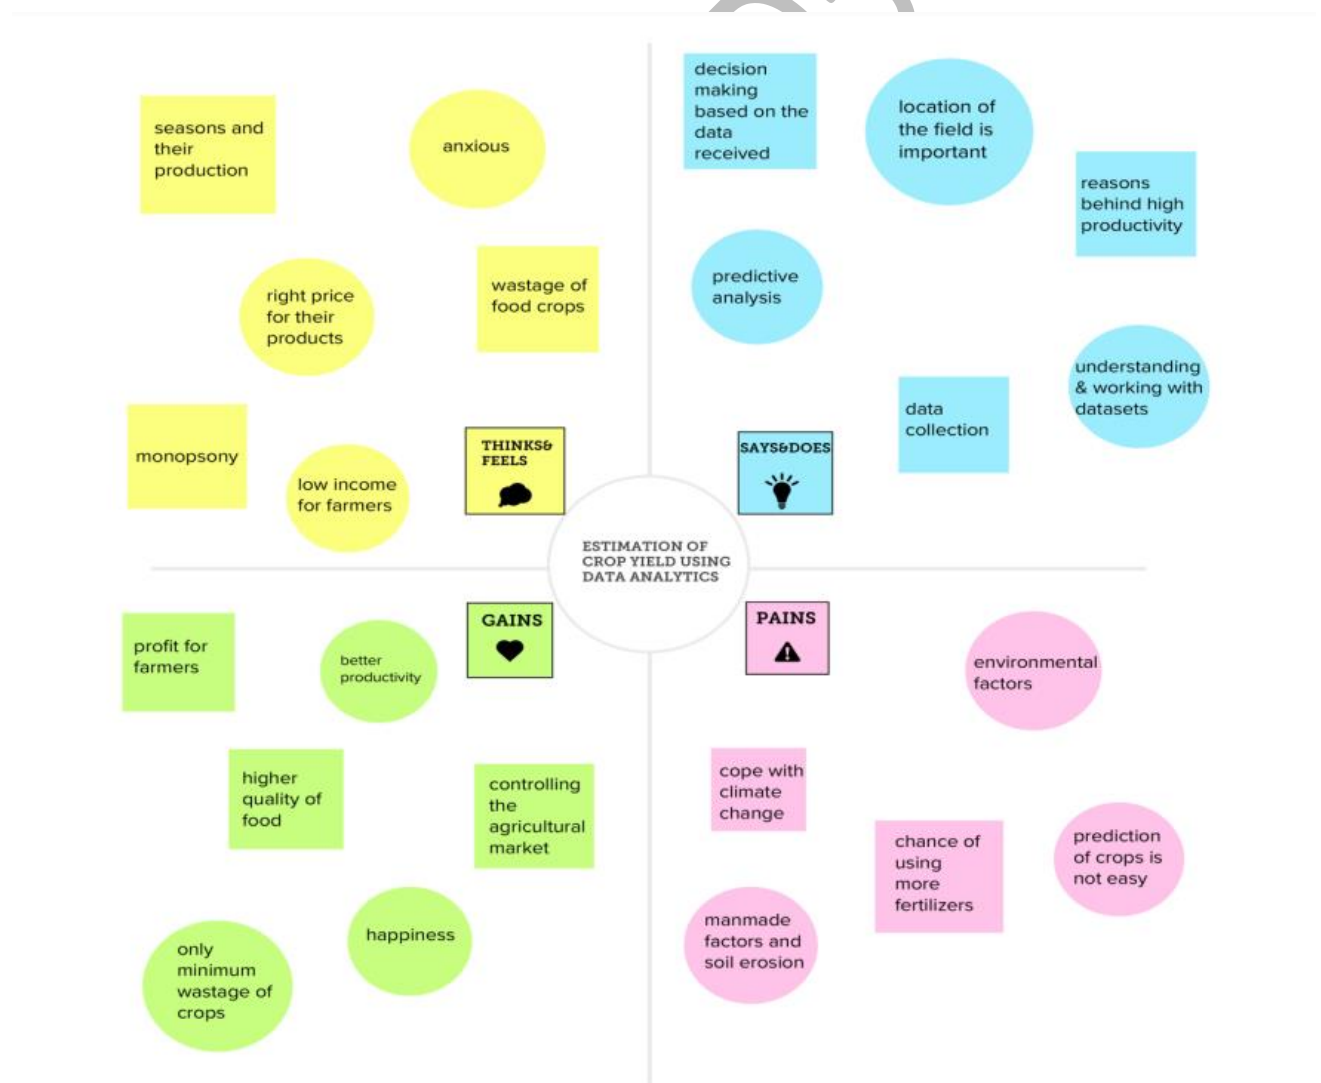 seasons and
their
production
anxious
right price
for their
products
wastage of
food crops
monopsony
low income
for farmers
THINKS&
FEELS
decision
making
based on the
data
received
location of
the field is
important
reasons
behind high
productivity
predictive
analysis
understanding
& working with
datasets
data
collection
SAYS&DOES
ESTIMATION OF
CROP YIELD USING
DATA ANALYTICS
GAINS
profit for
farmers
better
productivity
higher
quality of
food
controlling
the
agricultural
market
happiness
only
minimum
wastage of
crops
PAINS
environmental
factors
cope with
climate
change
chance of
using
more
fertilizers
prediction
of crops is
not easy
manmade
factors and
soil erosion